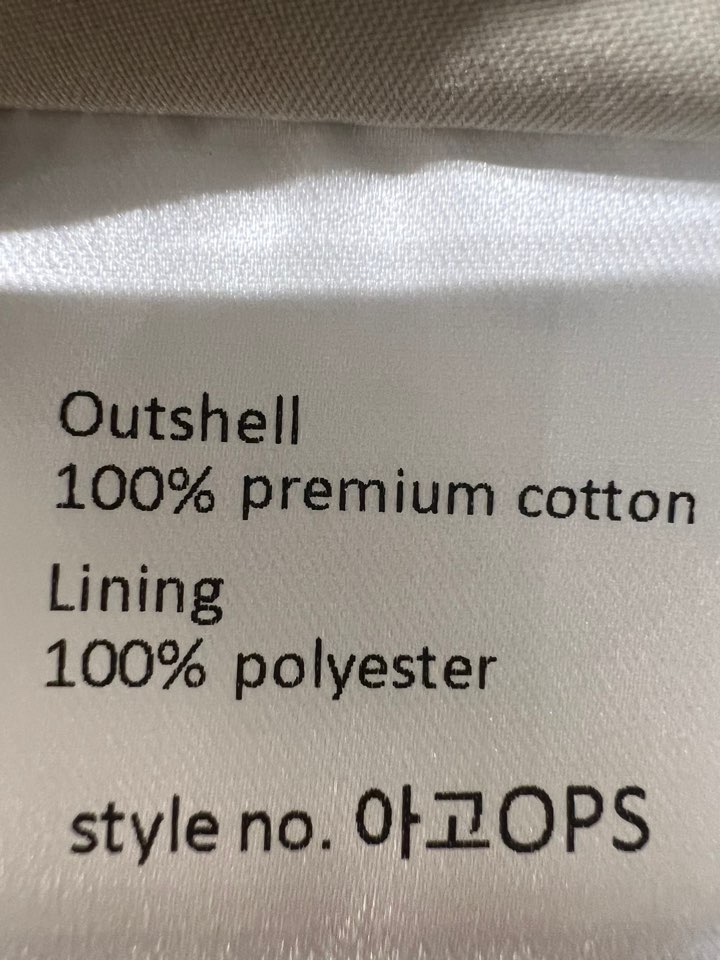 Outshell
100% premium cotton
Lining
100% polyester
style no. 아고OPS